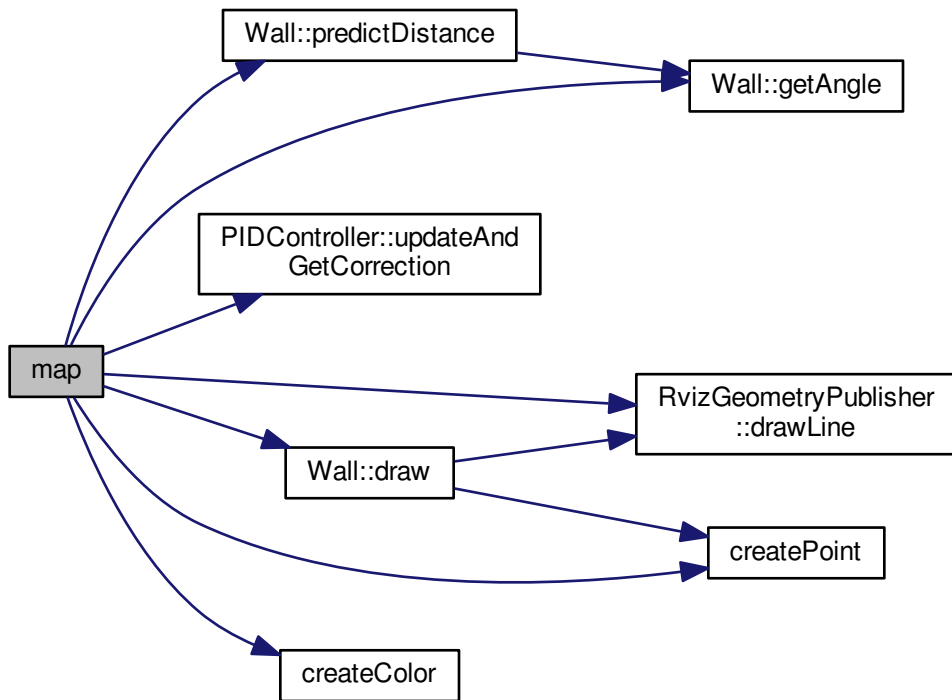 Wall::predictDistance
Wall::getAngle
PIDController::updateAnd
GetCorrection
map
RvizGeometryPublisher
::drawLine
Wall::draw
createPoint
createColor